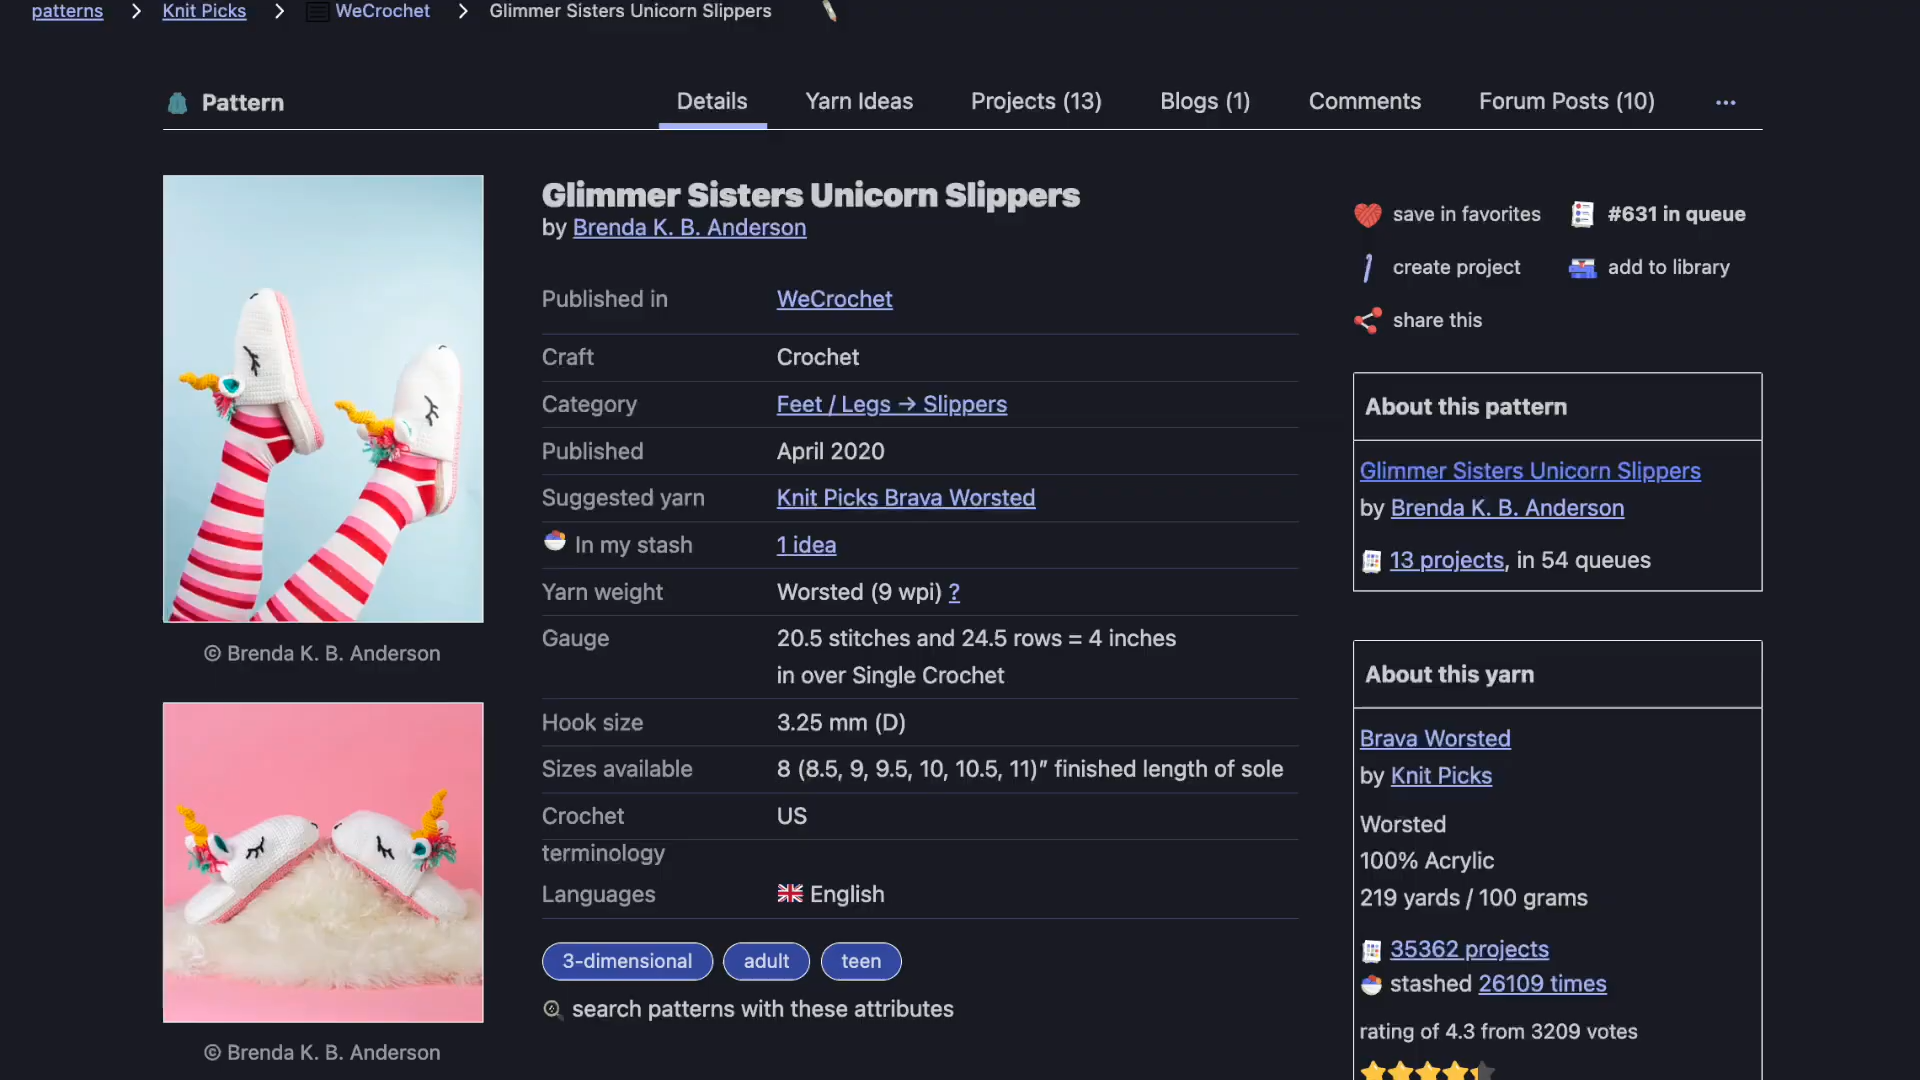 patterns > Knit Picks > WeCrochet > Glimmer Sisters Unicorn Slippers
Pattern
Details
Yarn Ideas
Projects (13)
Blogs (1)
Comments
Forum Posts (10)
Glimmer Sisters Unicorn Slippers
by Brenda K. B. Anderson
Published in WeCrochet
Craft Crochet
Category Feet / Legs → Slippers
Published April 2020
Suggested yarn Knit Picks Brava Worsted
In my stash 1 idea
Yarn weight Worsted (9 wpi) ?
Gauge 20.5 stitches and 24.5 rows = 4 inches
in over Single Crochet
Hook size 3.25 mm (D)
Sizes available 8 (8.5, 9, 9.5, 10, 10.5, 11)” finished length of sole
Crochet US
terminology
Languages English
3-dimensional adult teen
search patterns with these attributes
© Brenda K. B. Anderson
© Brenda K. B. Anderson
save in favorites #631 in queue
create project add to library
share this
About this pattern
Glimmer Sisters Unicorn Slippers
by Brenda K. B. Anderson
13 projects, in 54 queues
About this yarn
Brava Worsted
by Knit Picks
Worsted
100% Acrylic
219 yards / 100 grams
35362 projects
stashed 26109 times
rating of 4.3 from 3209 votes